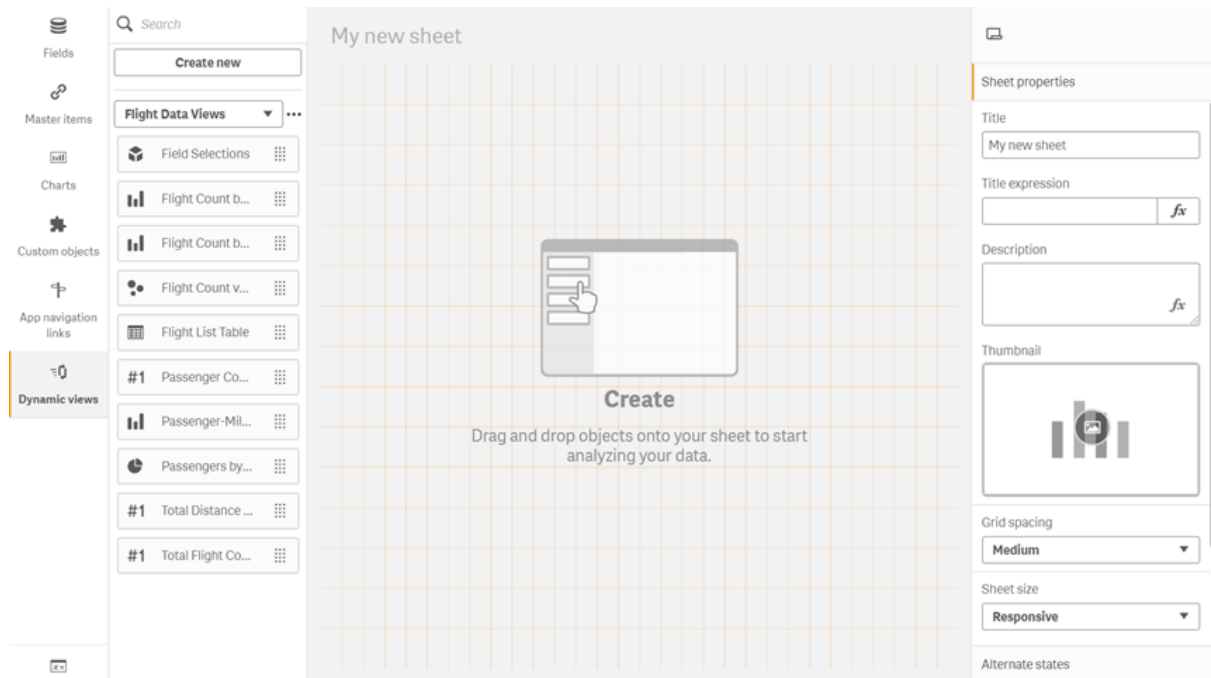 Fields
Master items
Charts
Custom objects
App navigation
links
Dynamic views
Search
Create new
Flight Data Views
Field Selections
Flight Count b...
Flight Count b...
Flight Count v...
Flight List Table
#1 Passenger Co...
Passenger-Mil...
Passengers by...
#1 Total Distance ...
#1 Total Flight Co...
My new sheet
Create
Drag and drop objects onto your sheet to start
analyzing your data.
Sheet properties
Title
My new sheet
Title expression
fx
Description
fx
Thumbnail
Grid spacing
Medium
Sheet size
Responsive
Alternate states